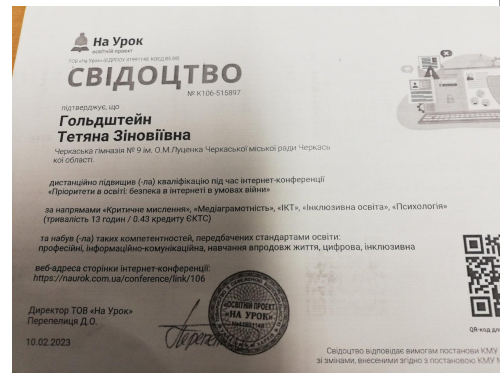 На Урок
освітній проєкт
СВІДОЦТВО
№ К106-515897
підтверджує, що
Гольдштейн
Тетяна Зіновіївна
Черкаська гімназія № 9 ім. О.М.Луценка Черкаської міської ради Черкась
кої області.
дистанційно підвищив (-ла) кваліфікацію під час інтернет-конференції
«Пріоритети в освіті: безпека в інтернеті в умовах війни»
за напрямами «Критичне мислення», «Медіаграмотність», «ІКТ», «Інклюзивна освіта», «Психологія»
(тривалість 13 годин / 0.43 кредиту ЄКТС)
та набув (-ла) таких компетентностей, передбачених стандартами освіти:
професійні, інформаційно-комунікаційна, навчання впродовж життя, цифрова, інклюзивна
веб-адреса сторінки інтернет-конференції:
https://naurok.com.ua/conference/link/106
Директор ТОВ «На Урок»
Перепелиця Д.О.
10.02.2023
ОСВІТНІЙ ПРОЕКТ
«НА УРОК»
QR-код для
Свідоцтво відповідає вимогам постанови КМУ
зі змінами, внесеними згідно з постановою КМУ